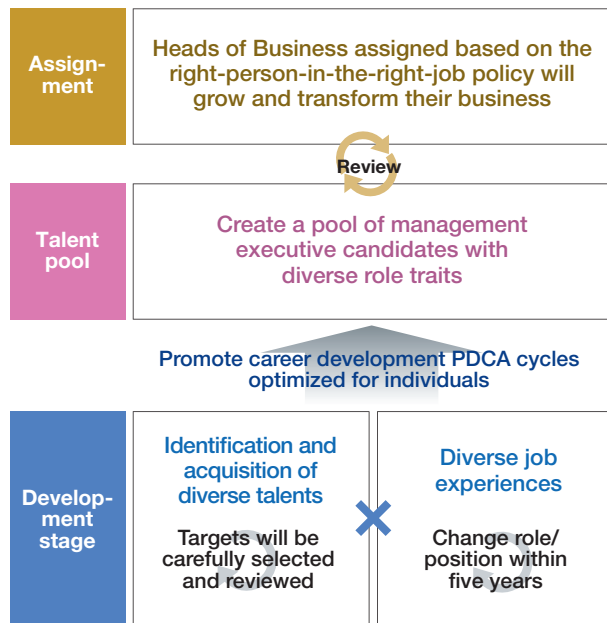 Assign-
ment
Heads of Business assigned based on the
right-person-in-the-right-job policy will
grow and transform their business
Review
Talent
pool
Create a pool of management
executive candidates with
diverse role traits
Promote career development PDCA cycles
optimized for individuals
Develop-
ment
stage
Identification and
acquisition of
diverse talents
Targets will be
carefully selected
and reviewed
Diverse job
experiences
Change role/
position within
five years